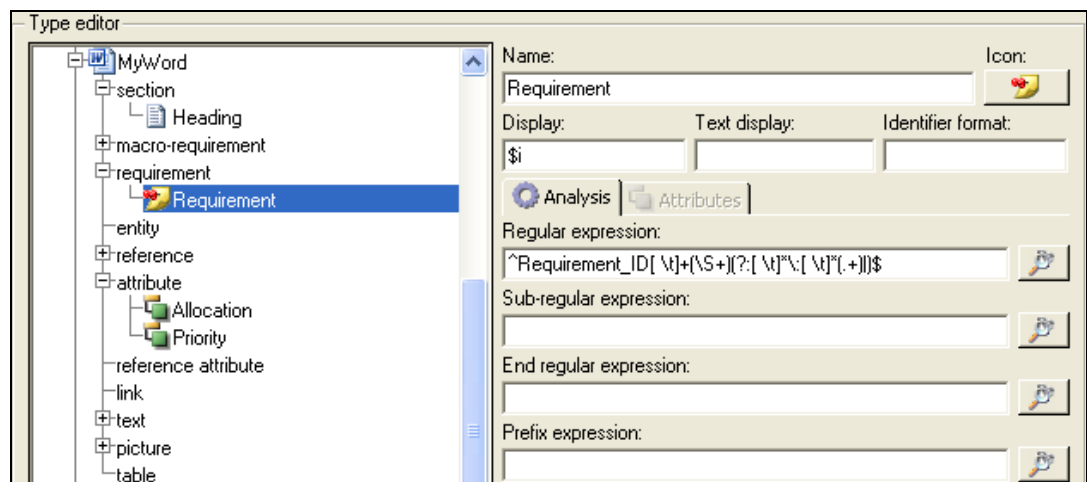 Type editor
MyWord
section
Heading
macro-requirement
requirement
Requirement
entity
reference
attribute
Allocation
Priority
reference attribute
link
text
picture
table
Name:
Icon:
Requirement
Display:
Text display:
Identifier format:
$i
Analysis
Attributes
Regular expression:
^Requirement_ID[ \t]+(\S+)(?:[ \t]*\:[ \t]*(.+)|)$
Sub-regular expression:
End regular expression:
Prefix expression: